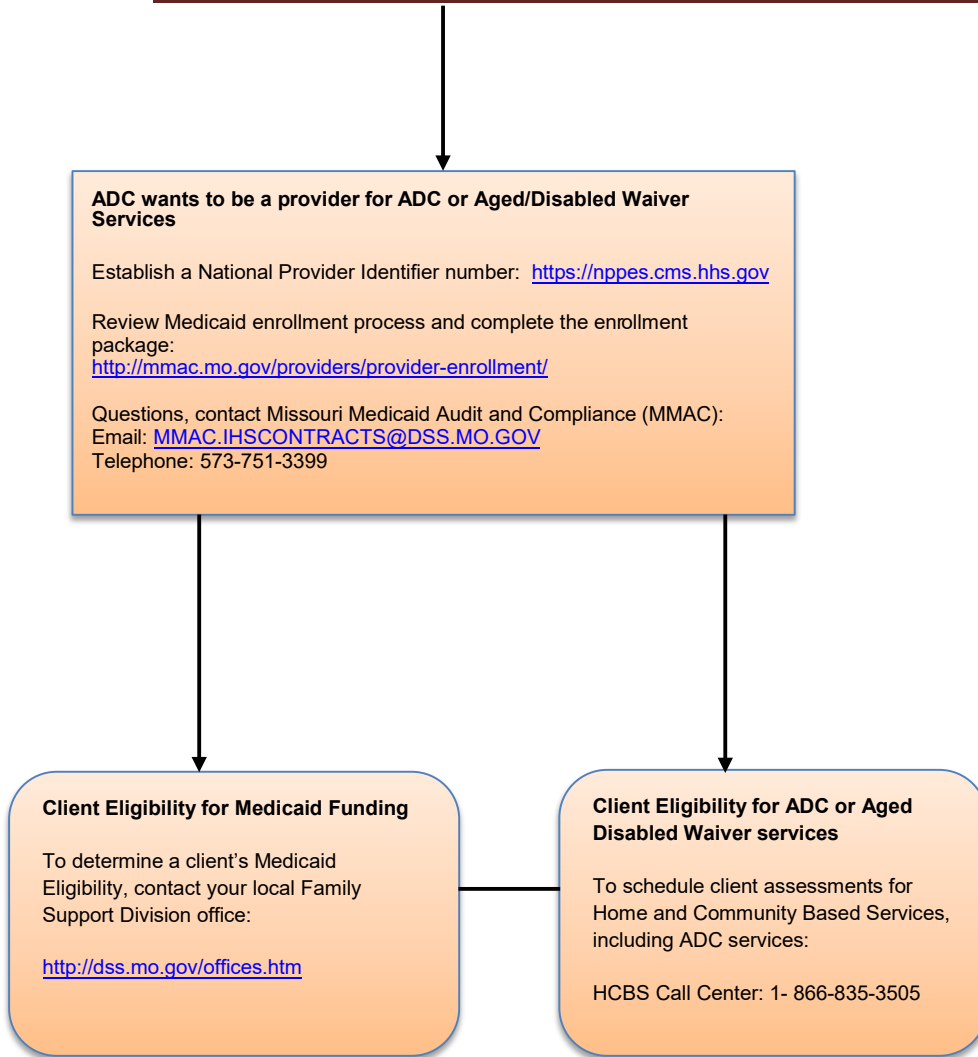 ADC wants to be a provider for ADC or Aged/Disabled Waiver
Services
Establish a National Provider Identifier number: https://nppes.cms.hhs.gov
Review Medicaid enrollment process and complete the enrollment
package:
http://mmac.mo.gov/providers/provider-enrollment/
Questions, contact Missouri Medicaid Audit and Compliance (MMAC):
Email: MMAC.IHSCONTRACTS@DSS.MO.GOV
Telephone: 573-751-3399
Client Eligibility for Medicaid Funding
To determine a client’s Medicaid
Eligibility, contact your local Family
Support Division office:
http://dss.mo.gov/offices.htm
Client Eligibility for ADC or Aged
Disabled Waiver services
To schedule client assessments for
Home and Community Based Services,
including ADC services:
HCBS Call Center: 1- 866-835-3505